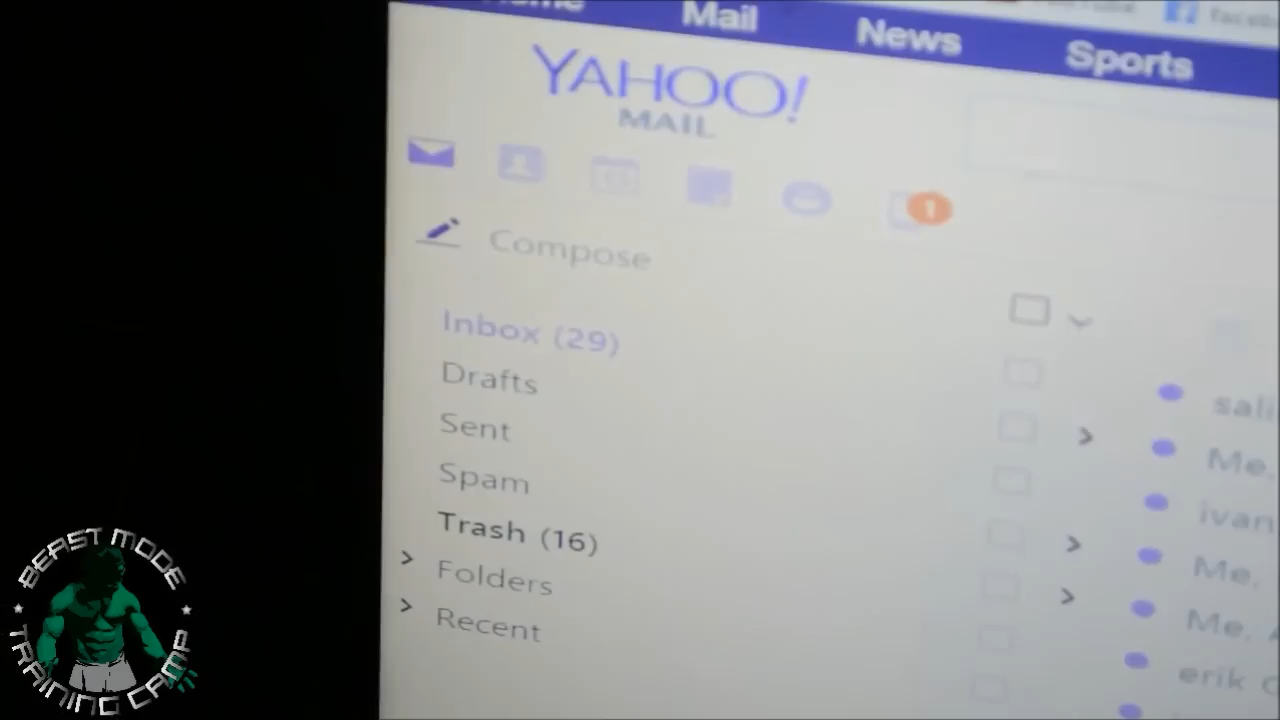 Home Mail News Sports
YAHOO!
MAIL
1
Compose
Inbox (29)
Drafts
Sent
Spam
Trash (16)
Folders
Recent
Me,
Me,
Me,
erik
BEAST MODE
TRAINING CAMP